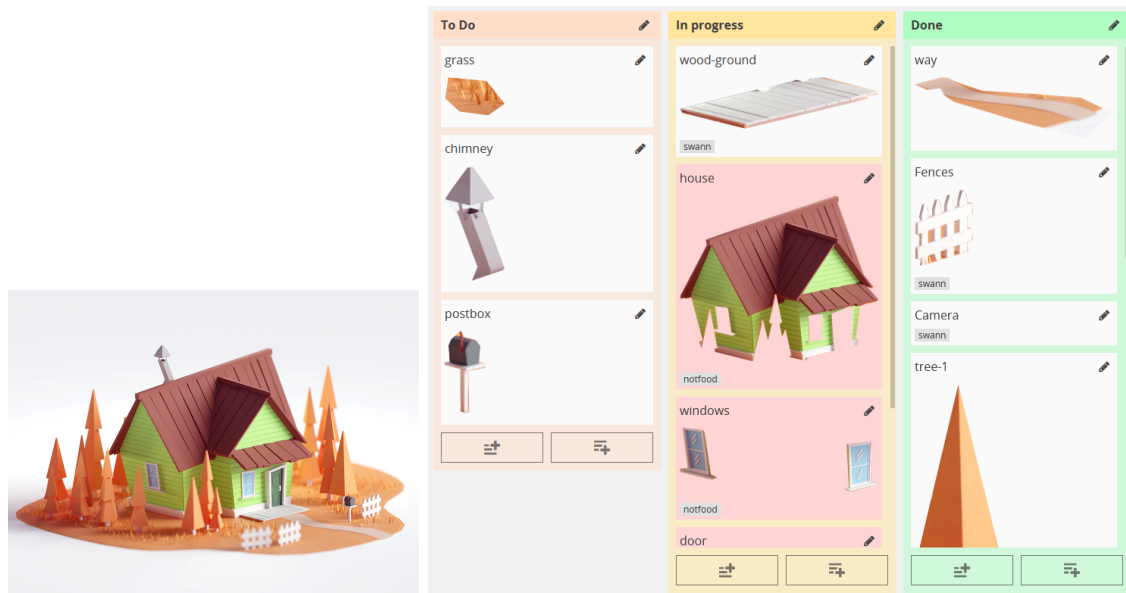 To Do
grass
chimney
postbox
In progress
wood-ground
swann
house
notfood
windows
notfood
door
Done
way
Fences
swann
Camera
swann
tree-1